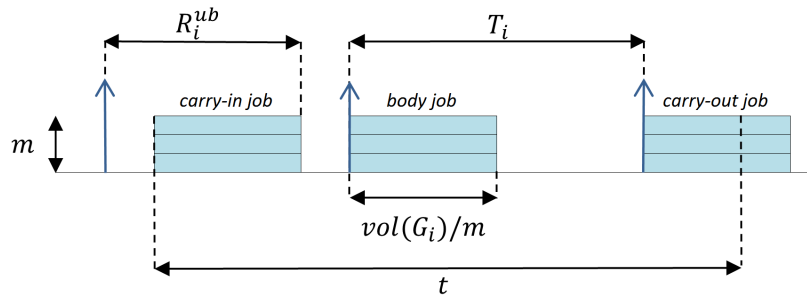 R_i^{ub}
T_i
carry-in job
body job
carry-out job
m
vol(G_i)/m
t